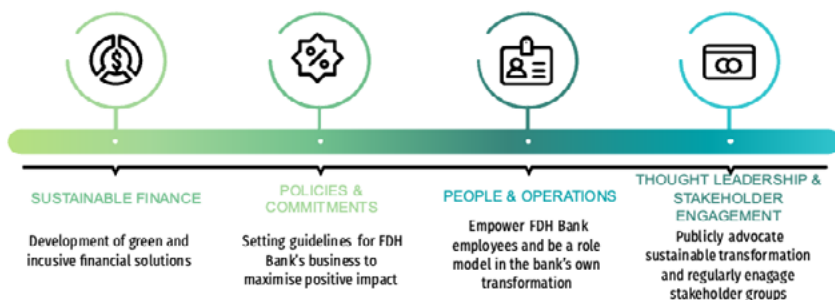 SUSTAINABLE FINANCE
Development of green and
incusive financial solutions
POLICIES &
COMMITMENTS
Setting guidelines for FDH
Bank's business to
maximise positive impact
PEOPLE & OPERATIONS
Empower FDH Bank
employees and be a role
model in the bank's own
transformation
THOUGHT LEADERSHIP &
STAKEHOLDER
ENGAGEMENT
Publicly advocate
sustainable transformation
and regularly enagage
stakeholder groups